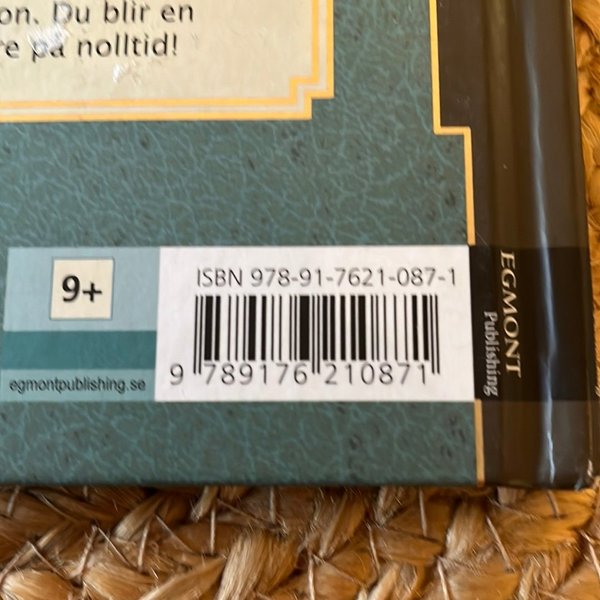 on. Du blir en
re på nolltid!
9+
egmontpublishing.se
ISBN 978-91-7621-087-1
9 789176 210871
EGMONT
Publishing